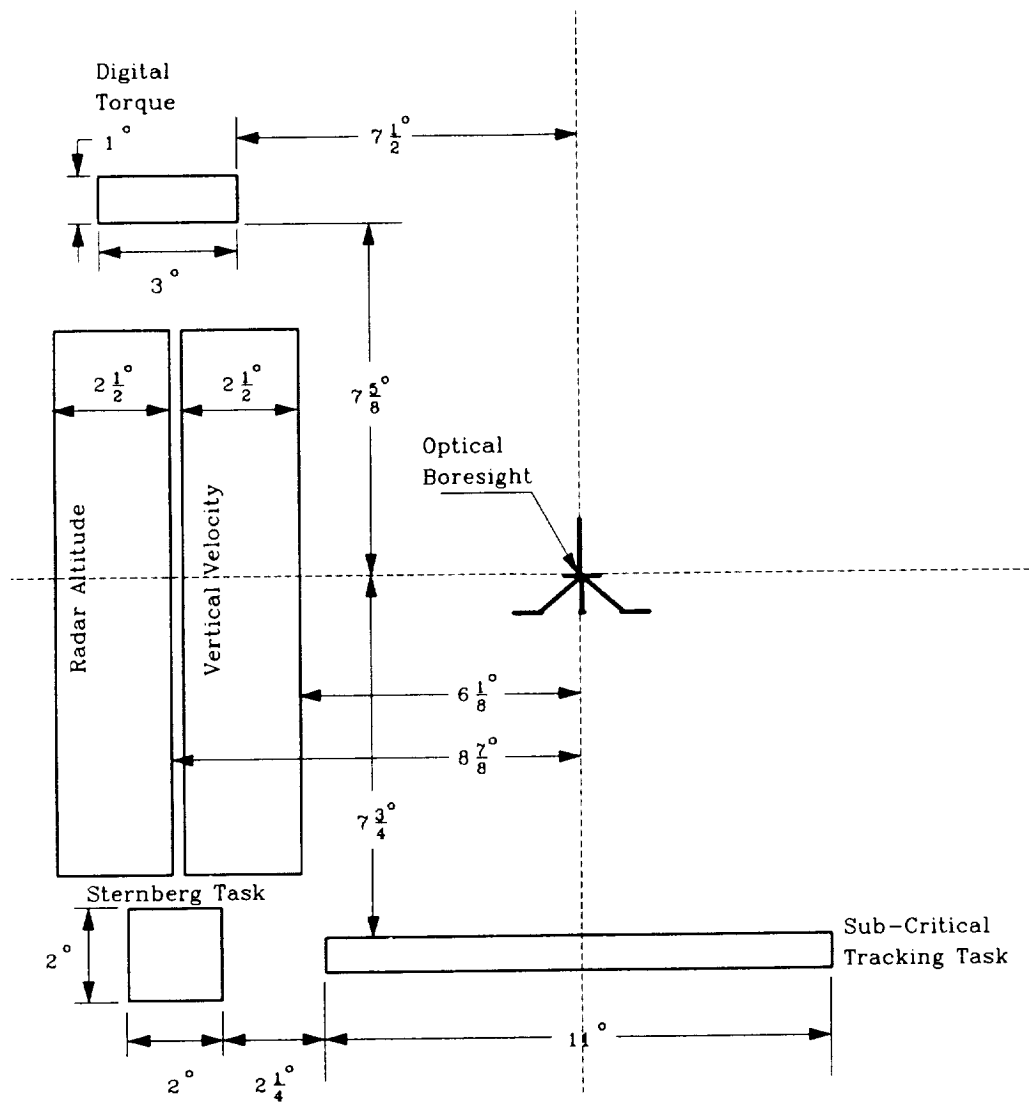 Digital
Torque
1°
7 1/2°
3°
2 1/2°
2 1/2°
7 5/8°
Optical
Boresight
Radar Altitude
Vertical Velocity
6 1/8°
8 7/8°
7 3/4°
Sternberg Task
2°
Sub-Critical
Tracking Task
2°
2 1/4°
11°